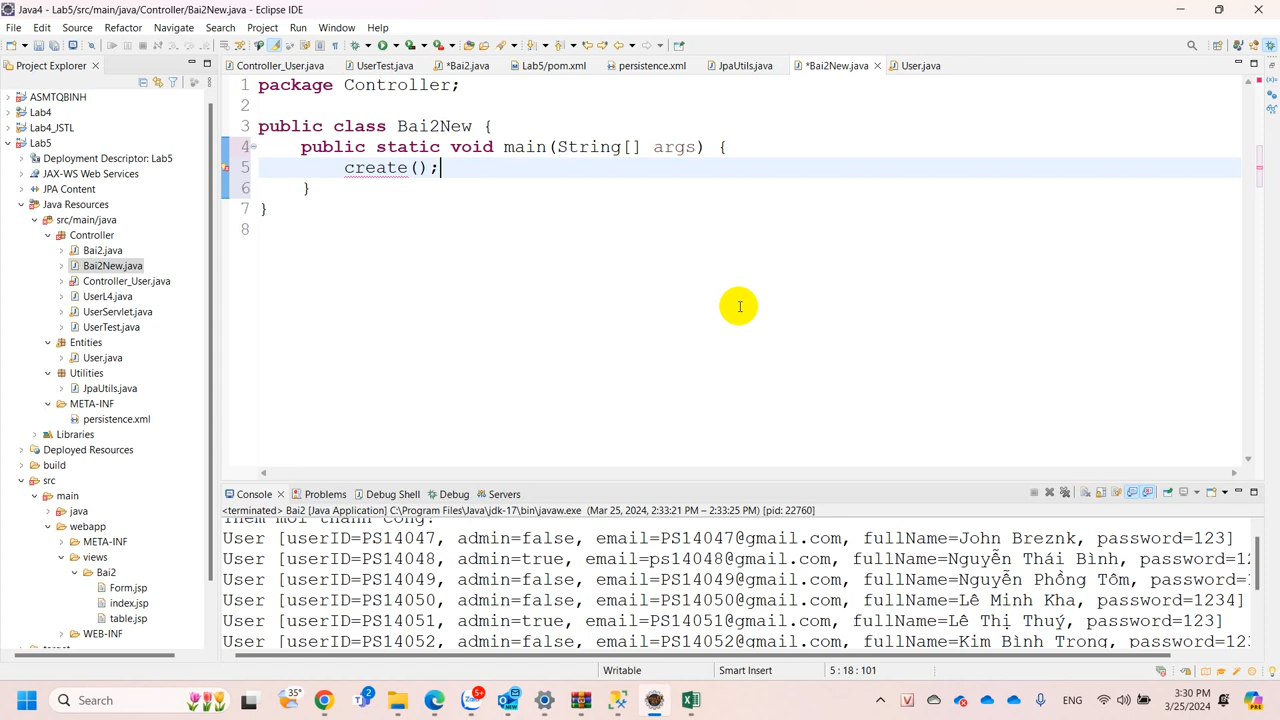 Java4 - Lab5/src/main/java/Controller/Bai2New.java - Eclipse IDE
File Edit Source Refactor Navigate Search Project Run Window Help
Project Explorer
Controller_User.java UserTest.java *Bai2.java Lab5/pom.xml persistence.xml JpaUtils.java *Bai2New.java User.java
ASMTQBINH
Lab4
Lab4_JSTL
Lab5
Deployment Descriptor: Lab5
JAX-WS Web Services
JPA Content
Java Resources
src/main/java
Controller
Bai2.java
Bai2New.java
Controller_User.java
UserL4.java
UserServlet.java
UserTest.java
Entities
User.java
Utilities
JpaUtils.java
META-INF
persistence.xml
Libraries
Deployed Resources
build
src
main
java
webapp
META-INF
views
Bai2
Form.jsp
index.jsp
table.jsp
WEB-INF
1 package Controller;
2
3 public class Bai2New {
4 public static void main(String[] args) {
5 create();
6 }
7 }
8
Console Problems Debug Shell Debug Servers
<terminated> Bai2 [Java Application] C:\Program Files\Java\jdk-17\bin\javaw.exe (Mar 25, 2024, 2:33:21 PM – 2:33:25 PM) [pid: 22760]
User [userID=PS14047, admin=false, email=PS14047@gmail.com, fullName=John Breznk, password=123]
User [userID=PS14048, admin=true, email=ps14048@gmail.com, fullName=Nguyễn Thái Bình, password=12
User [userID=PS14049, admin=false, email=PS14049@gmail.com, fullName=Nguyễn Phồng Tôm, password=
User [userID=PS14050, admin=false, email=PS14050@gmail.com, fullName=Lê Minh Kha, password=1234]
User [userID=PS14051, admin=true, email=PS14051@gmail.com, fullName=Lê Thị Thuý, password=123]
User [userID=PS14052, admin=false, email=PS14052@gmail.com, fullName=Kim Bình Trong, password=123
Writable Smart Insert 5 : 18 : 101
35°
Search
2
5+
ENG
3:30 PM
3/25/2024